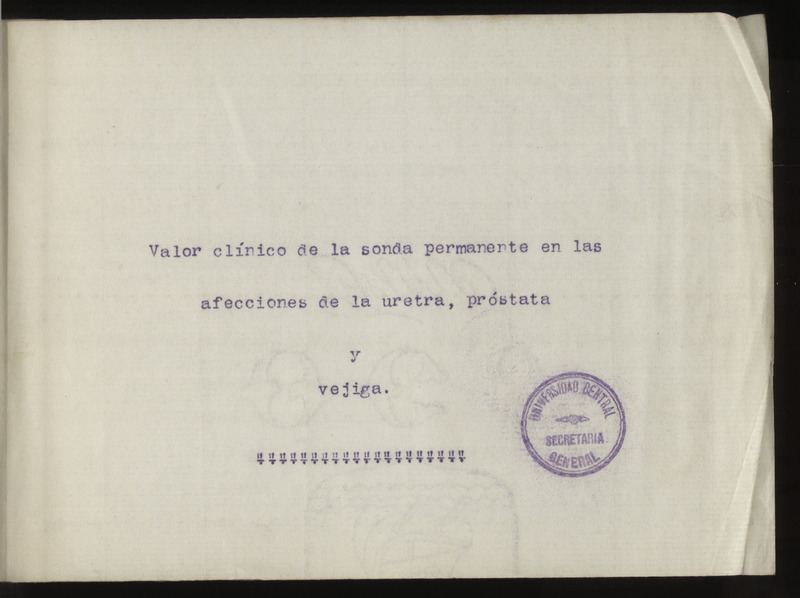 Valor clínico de la sonda permanente en las
afecciones de la uretra, próstata
y
vejiga.
UNIVERSIDAD CENTRAL
SECRETARIA
GENERAL